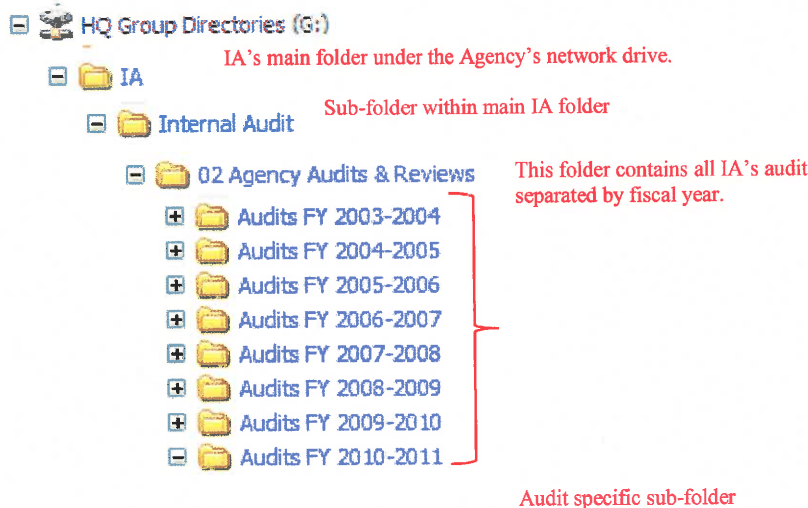 HQ Group Directories (G:)
IA's main folder under the Agency's network drive.
IA
Sub-folder within main IA folder
Internal Audit
02 Agency Audits & Reviews
This folder contains all IA's audit
separated by fiscal year.
Audits FY 2003-2004
Audits FY 2004-2005
Audits FY 2005-2006
Audits FY 2006-2007
Audits FY 2007-2008
Audits FY 2008-2009
Audits FY 2009-2010
Audits FY 2010-2011
Audit specific sub-folder